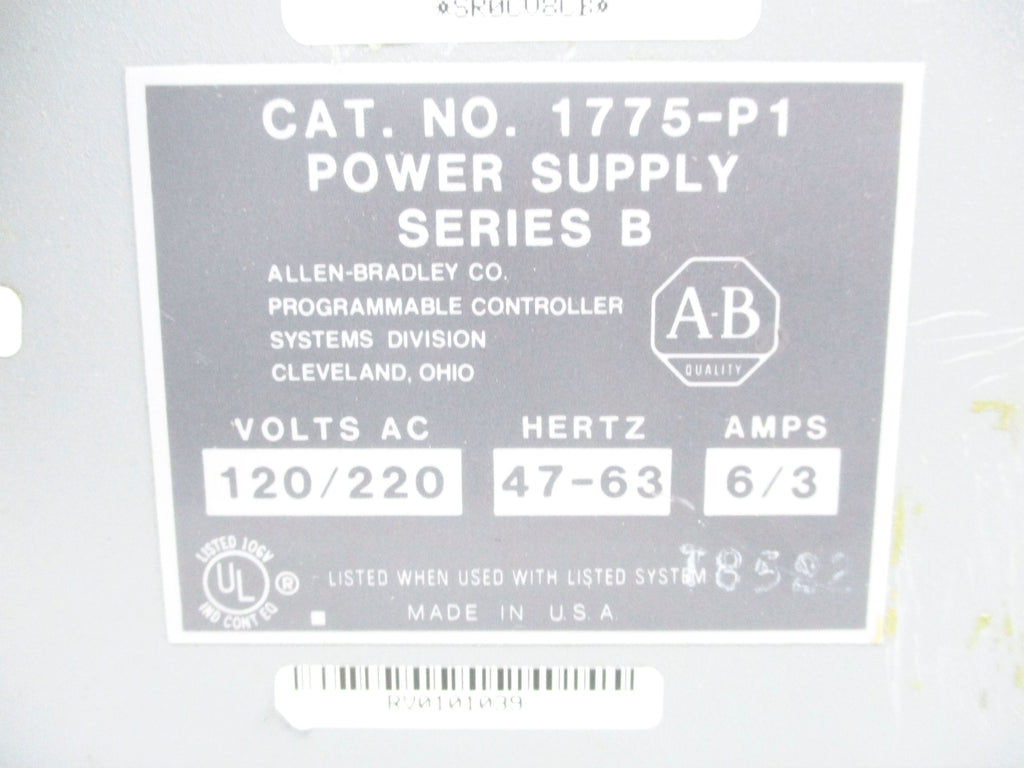 CAT. NO. 1775-P1
POWER SUPPLY
SERIES B
ALLEN-BRADLEY CO.
PROGRAMMABLE CONTROLLER
SYSTEMS DIVISION
CLEVELAND, OHIO
A-B
QUALITY
VOLTS AC HERTZ AMPS
120/220 47-63 6/3
LISTED 10GV
UL ®
IND CONT EQ
LISTED WHEN USED WITH LISTED SYSTEM
MADE IN U.S.A.
RV0101039